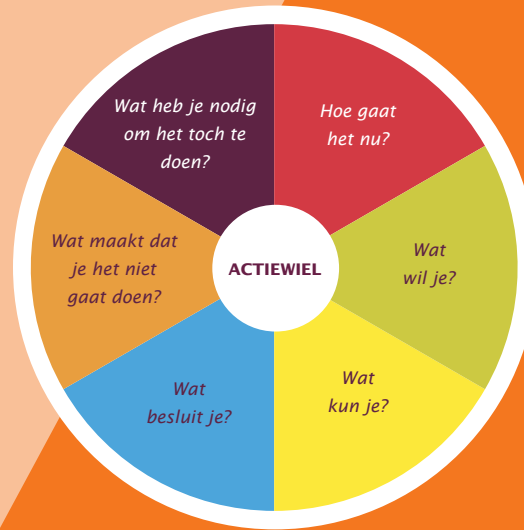 Wat heb je nodig
om het toch te
doen?
Hoe gaat
het nu?
Wat maakt dat
je het niet
gaat doen?
ACTIEWIEL
Wat
wil je?
Wat
besluit je?
Wat
kun je?